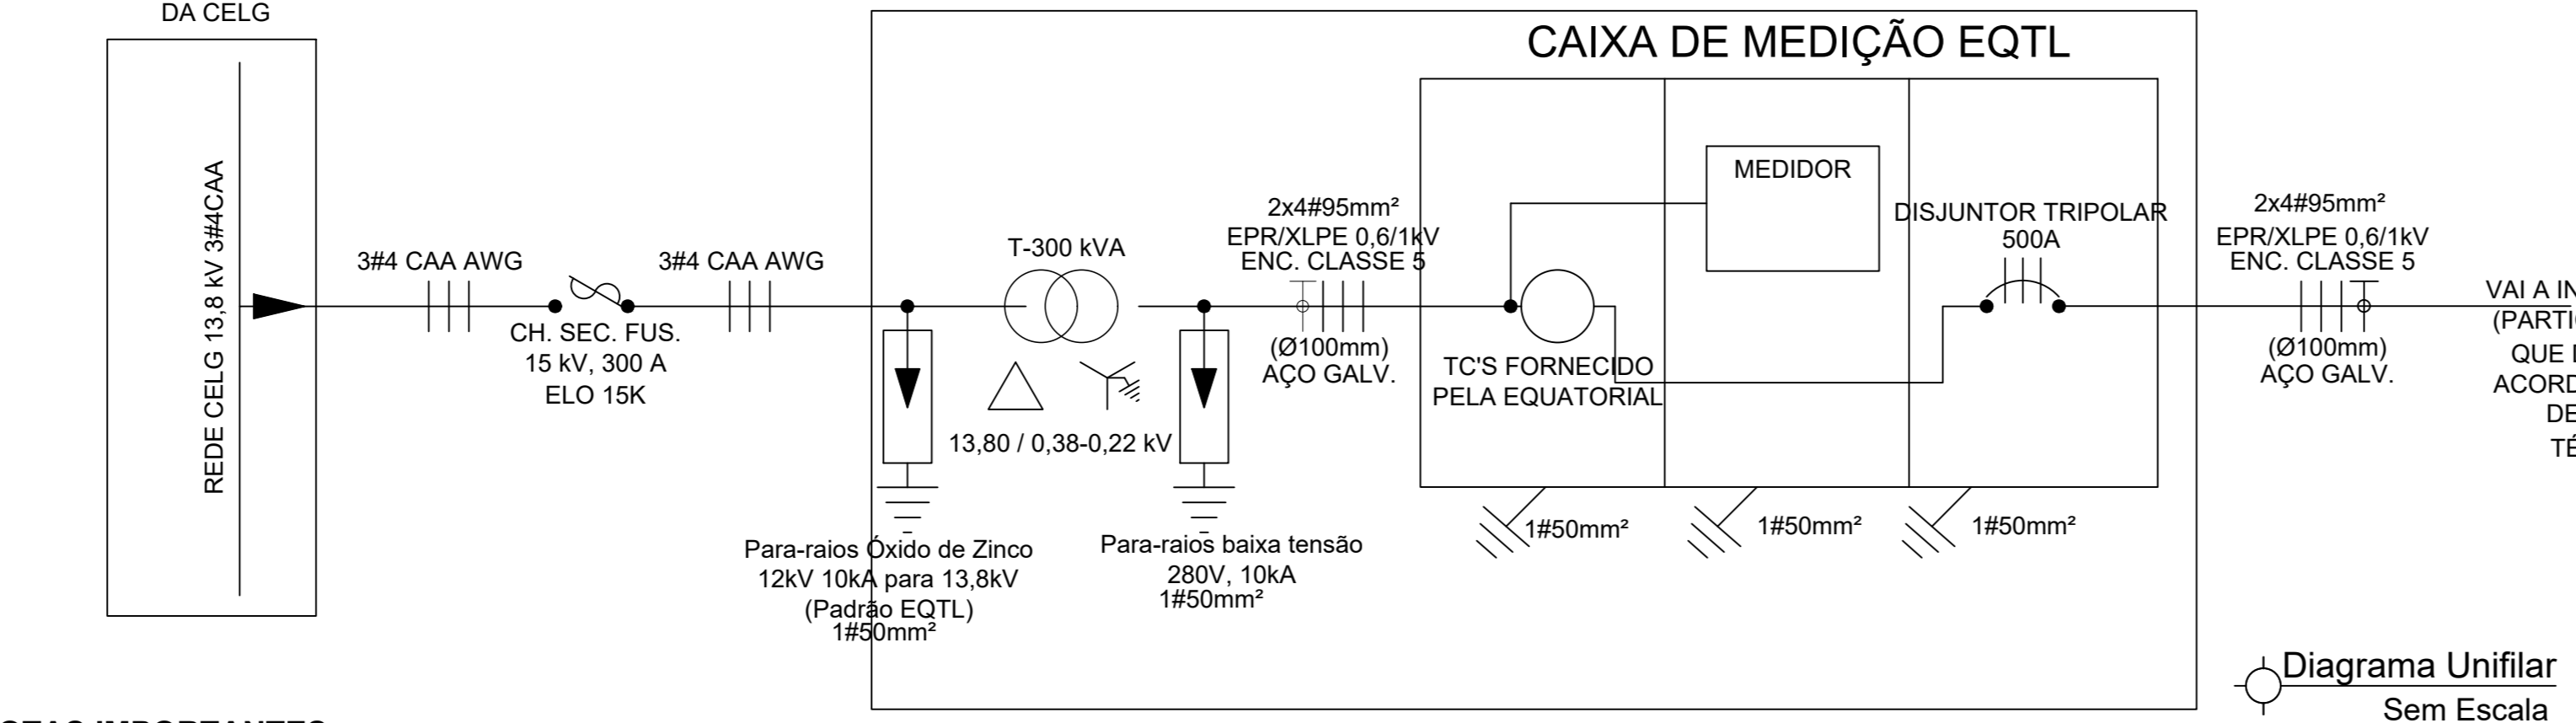 DA CELG
REDE CELG 13,8 kV 3#4CAA
3#4 CAA AWG
CH. SEC. FUS.
15 kV, 300 A
ELO 15K
3#4 CAA AWG
T-300 kVA
13,80 / 0,38-0,22 kV
Para-raios Óxido de Zinco
12kV 10kA para 13,8kV
(Padrão EQTL)
1#50mm²
Para-raios baixa tensão
280V, 10kA
1#50mm²
2x4#95mm²
EPR/XLPE 0,6/1kV
ENC. CLASSE 5
(Ø100mm)
AÇO GALV.
CAIXA DE MEDIÇÃO EQTL
TC'S FORNECIDO
PELA EQUATORIAL
MEDIDOR
DISJUNTOR TRIPOLAR
500A
1#50mm²
1#50mm²
1#50mm²
2x4#95mm²
EPR/XLPE 0,6/1kV
ENC. CLASSE 5
(Ø100mm)
AÇO GALV.
VAI A
QUE
Diagrama Unifilar
Sem Escala